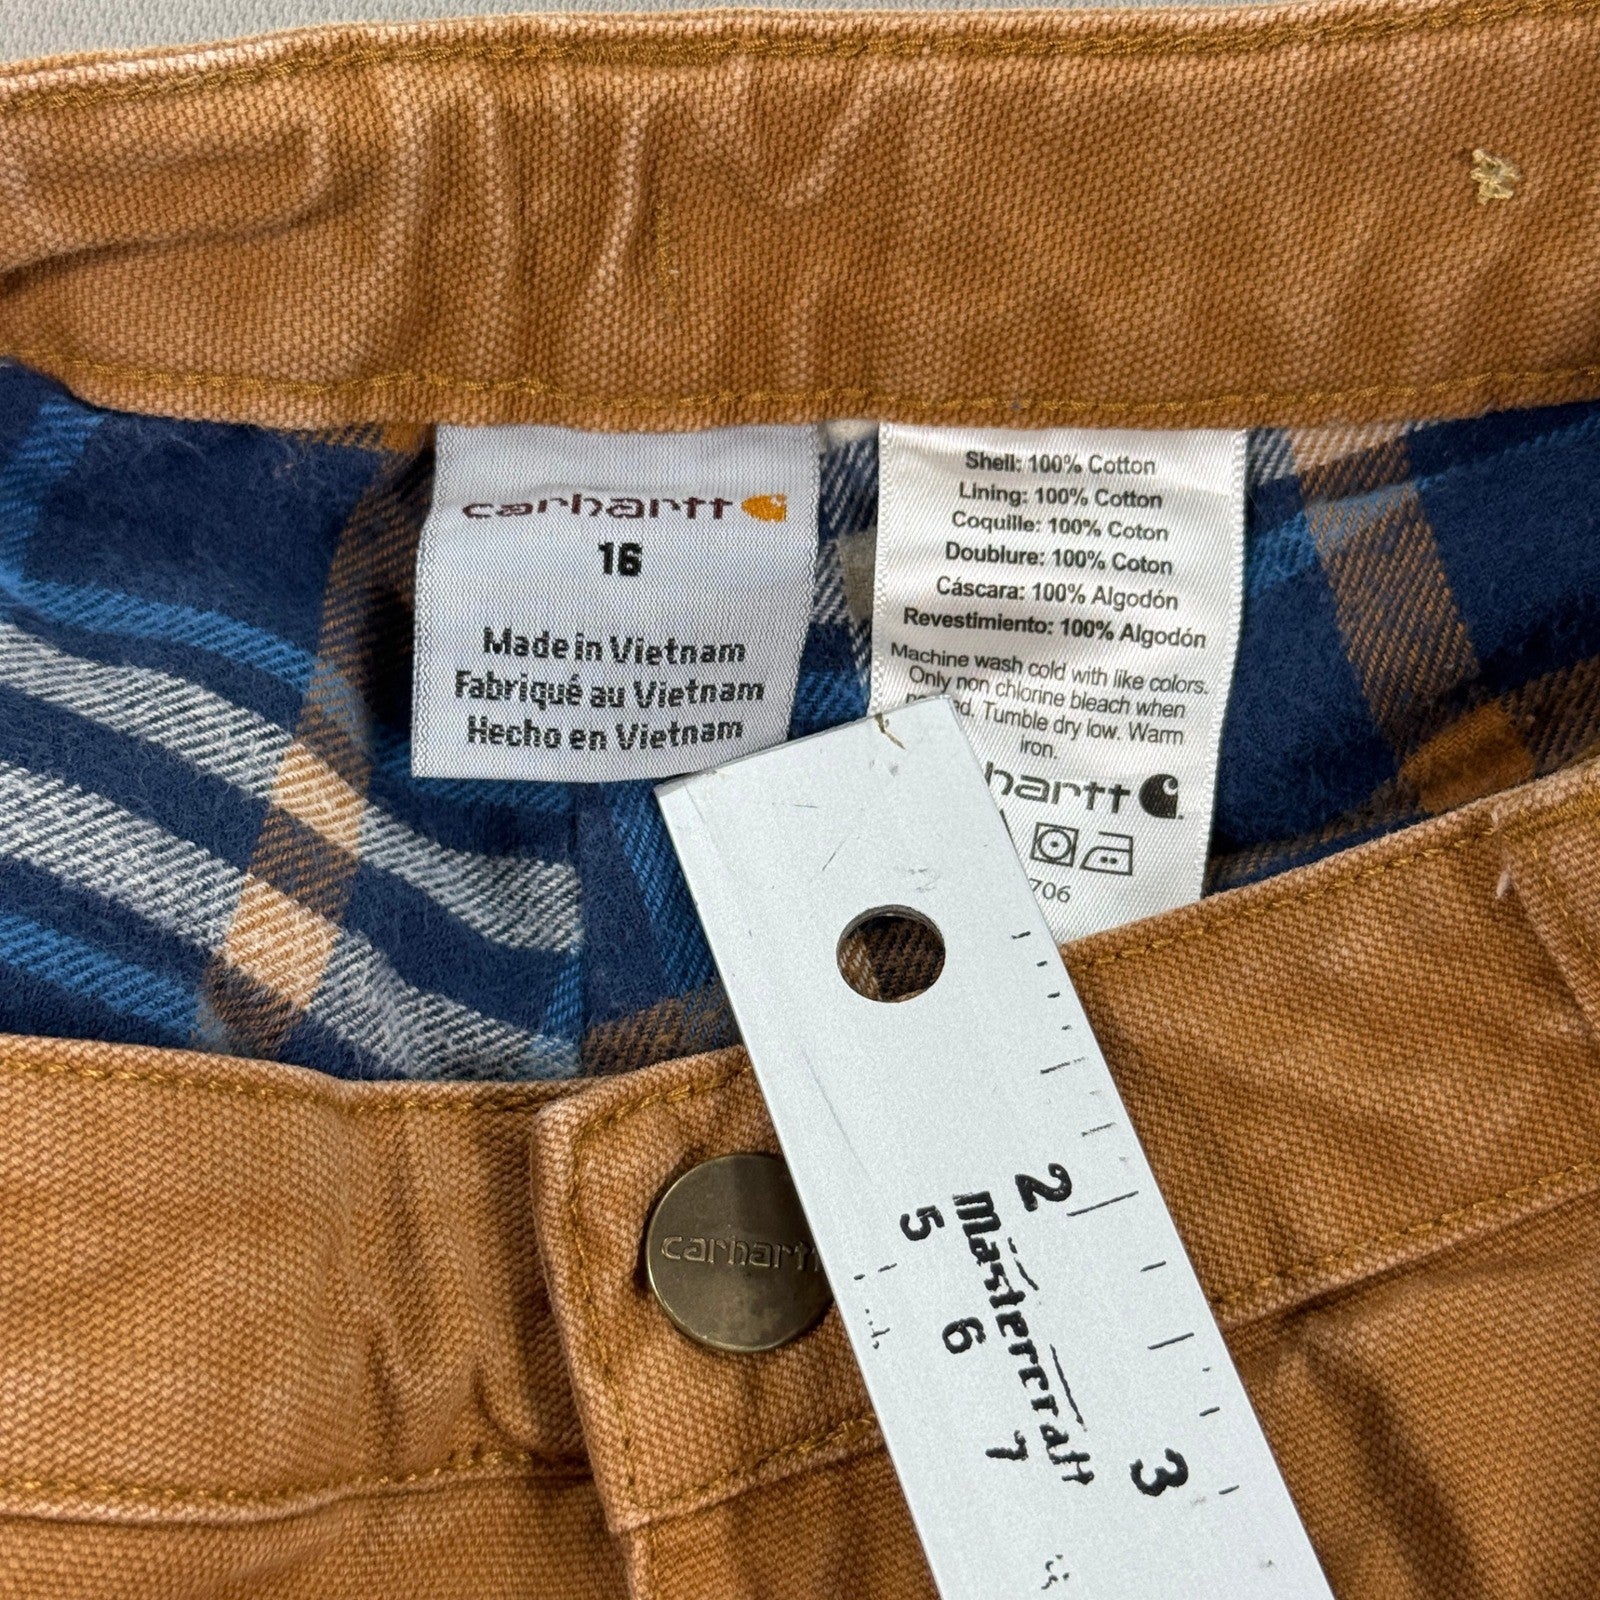 carhartt
16
Made in Vietnam
Fabriqué au Vietnam
Hecho en Vietnam
Shell: 100% Cotton
Lining: 100% Cotton
Coquille: 100% Coton
Doublure: 100% Coton
Cáscara: 100% Algodón
Revestimiento: 100% Algodón
Machine wash cold with like colors.
Only non chlorine bleach when
Tumble dry low. Warm
iron.
hartt
706
carhartt
2
Mastercraft
5
6
7
3